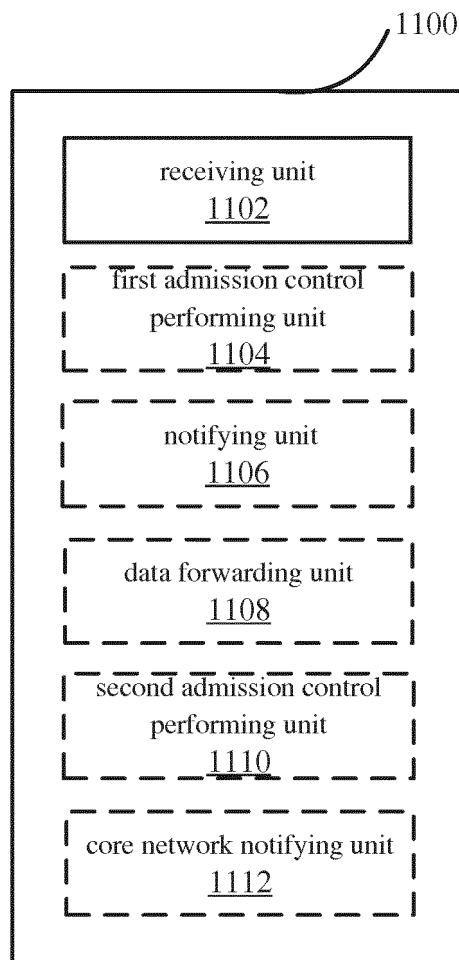 1100
receiving unit
1102
first admission control
performing unit
1104
notifying unit
1106
data forwarding unit
1108
second admission control
performing unit
1110
core network notifying unit
1112